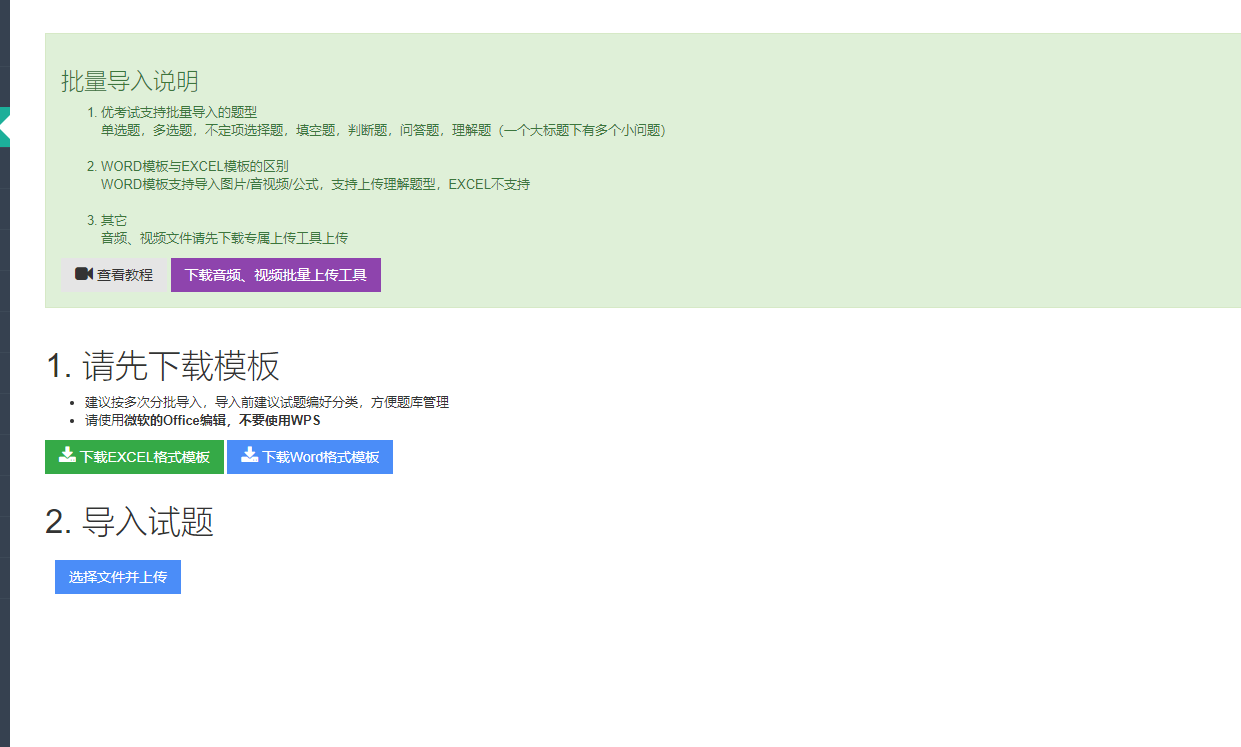 批量导入说明
1. 优考试支持批量导入的题型
单选题，多选题，不定项选择题，填空题，判断题，问答题，理解题（一个大标题下有多个小问题）
2. WORD模板与EXCEL模板的区别
WORD模板支持导入图片/音视频/公式，支持上传理解题型，EXCEL不支持
3. 其它
音频、视频文件请先下载专属上传工具上传
查看教程 下载音频、视频批量上传工具
1. 请先下载模板
• 建议按多次分批导入，导入前建议试题编好分类，方便题库管理
• 请使用微软的Office编辑，不要使用WPS
下载EXCEL格式模板 下载Word格式模板
2. 导入试题
选择文件并上传